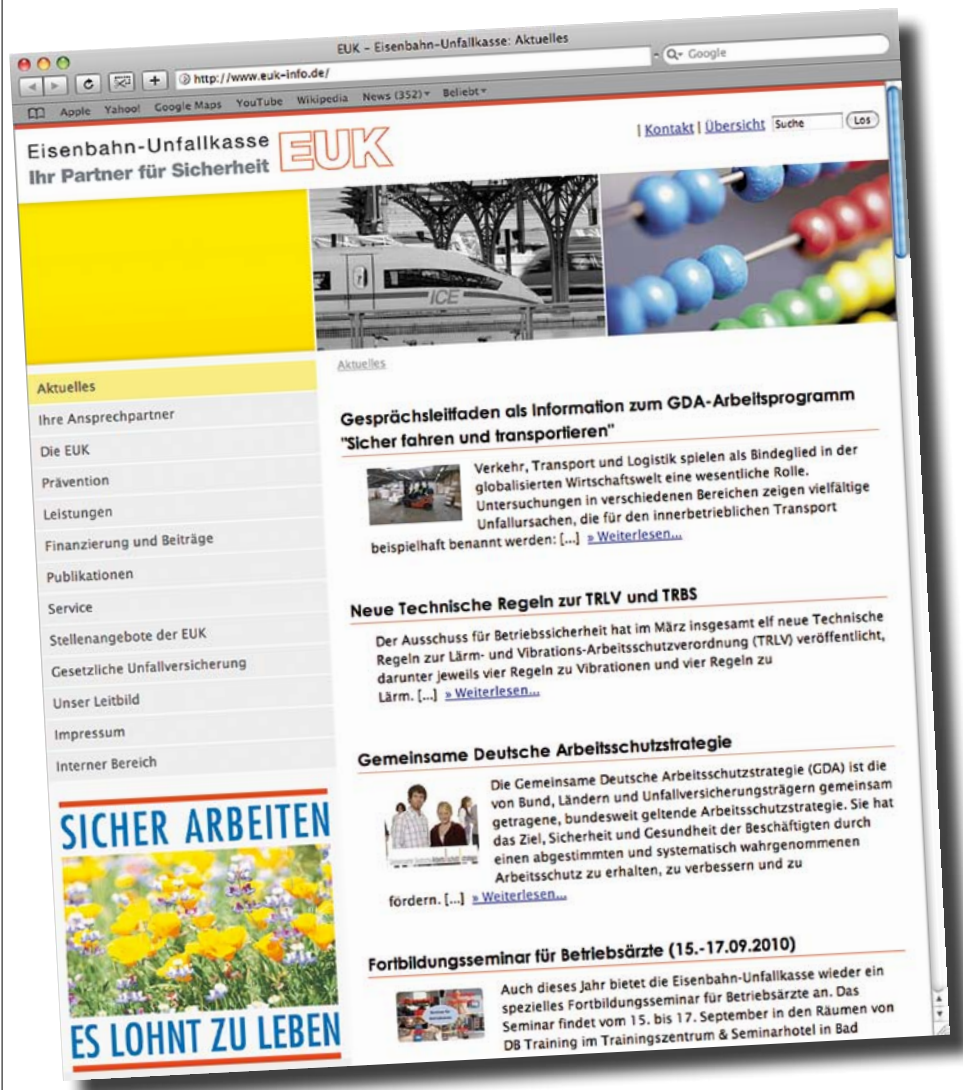 EUK – Eisenbahn-Unfallkasse: Aktuelles
http://www.euk-info.de/
Google
Apple Yahoo! Google Maps YouTube Wikipedia News (352) Beliebt
Eisenbahn-Unfallkasse EUK
Ihr Partner für Sicherheit
| Kontakt | Übersicht Suche Los
ICE
Aktuelles
Ihre Ansprechpartner
Die EUK
Prävention
Leistungen
Finanzierung und Beiträge
Publikationen
Service
Stellenangebote der EUK
Gesetzliche Unfallversicherung
Unser Leitbild
Impressum
Interner Bereich
SICHER ARBEITEN
ES LOHNT ZU LEBEN
Aktuelles
Gesprächsleitfaden als Information zum GDA-Arbeitsprogramm
"Sicher fahren und transportieren"
Verkehr, Transport und Logistik spielen als Bindeglied in der
globalisierten Wirtschaftswelt eine wesentliche Rolle.
Untersuchungen in verschiedenen Bereichen zeigen vielfältige
Unfallursachen, die für den innerbetrieblichen Transport
beispielhaft benannt werden: [...] » Weiterlesen...
Neue Technische Regeln zur TRLV und TRBS
Der Ausschuss für Betriebssicherheit hat im März insgesamt elf neue Technische
Regeln zur Lärm- und Vibrations-Arbeitsschutzverordnung (TRLV) veröffentlicht,
darunter jeweils vier Regeln zu Vibrationen und vier Regeln zu
Lärm. [...] » Weiterlesen...
Gemeinsame Deutsche Arbeitsschutzstrategie
Die Gemeinsame Deutsche Arbeitsschutzstrategie (GDA) ist die
von Bund, Ländern und Unfallversicherungsträgern gemeinsam
getragene, bundesweit geltende Arbeitsschutzstrategie. Sie hat
das Ziel, Sicherheit und Gesundheit der Beschäftigten durch
einen abgestimmten und systematisch wahrgenommenen
Arbeitsschutz zu erhalten, zu verbessern und zu
fördern. [...] » Weiterlesen...
Fortbildungsseminar für Betriebsärzte (15.-17.09.2010)
Auch dieses Jahr bietet die Eisenbahn-Unfallkasse wieder ein
spezielles Fortbildungsseminar für Betriebsärzte an. Das
Seminar findet vom 15. bis 17. September in den Räumen von
DB Training im Trainingszentrum & Seminarhotel in Bad